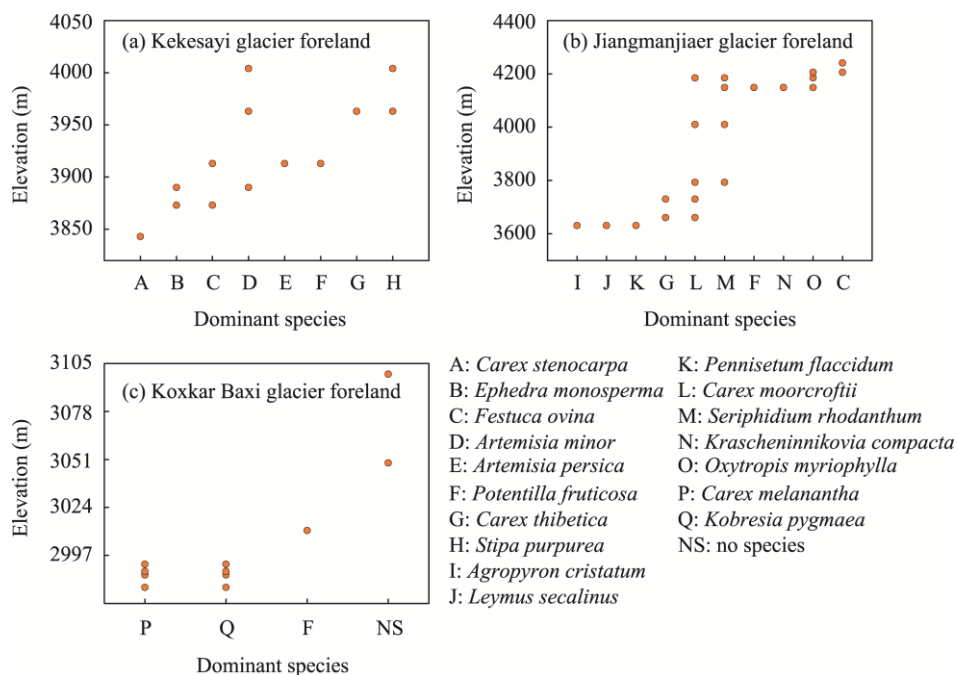 (a) Kekesayi glacier foreland
Elevation (m)
4050
4000
3950
3900
3850
A B C D E F G H
Dominant species
(b) Jiangmanjiaer glacier foreland
Elevation (m)
4400
4200
4000
3800
3600
I J K G L M F N O C
Dominant species
(c) Koxkar Baxi glacier foreland
Elevation (m)
3105
3078
3051
3024
2997
P Q F NS
Dominant species
A: Carex stenocarpa
B: Ephedra monosperma
C: Festuca ovina
D: Artemisia minor
E: Artemisia persica
F: Potentilla fruticosa
G: Carex thibetica
H: Stipa purpurea
I: Agropyron cristatum
J: Leymus secalinus
K: Pennisetum flaccidum
L: Carex moorcroftii
M: Seriphidium rhodanthum
N: Krascheninnikovia compacta
O: Oxytropis myriophylla
P: Carex melanantha
Q: Kobresia pygmaea
NS: no species